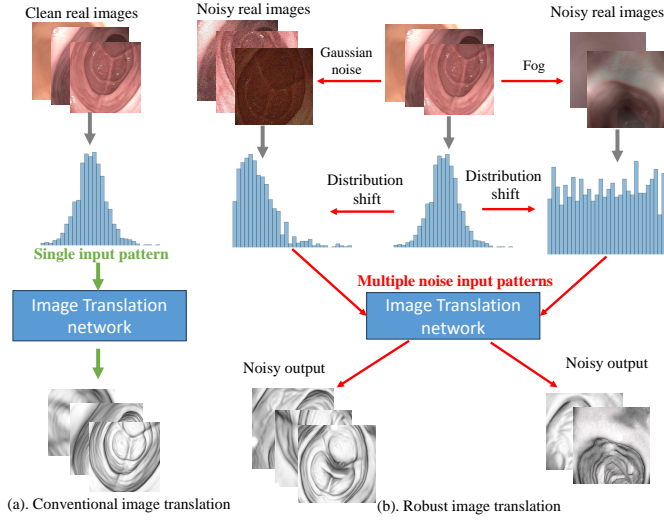 Clean real images
Noisy real images
Noisy real images
Gaussian
noise
Fog
Distribution
shift
Distribution
shift
Single input pattern
Multiple noise input patterns
Image Translation
network
Image Translation
network
Noisy output
Noisy output
(a). Conventional image translation
(b). Robust image translation